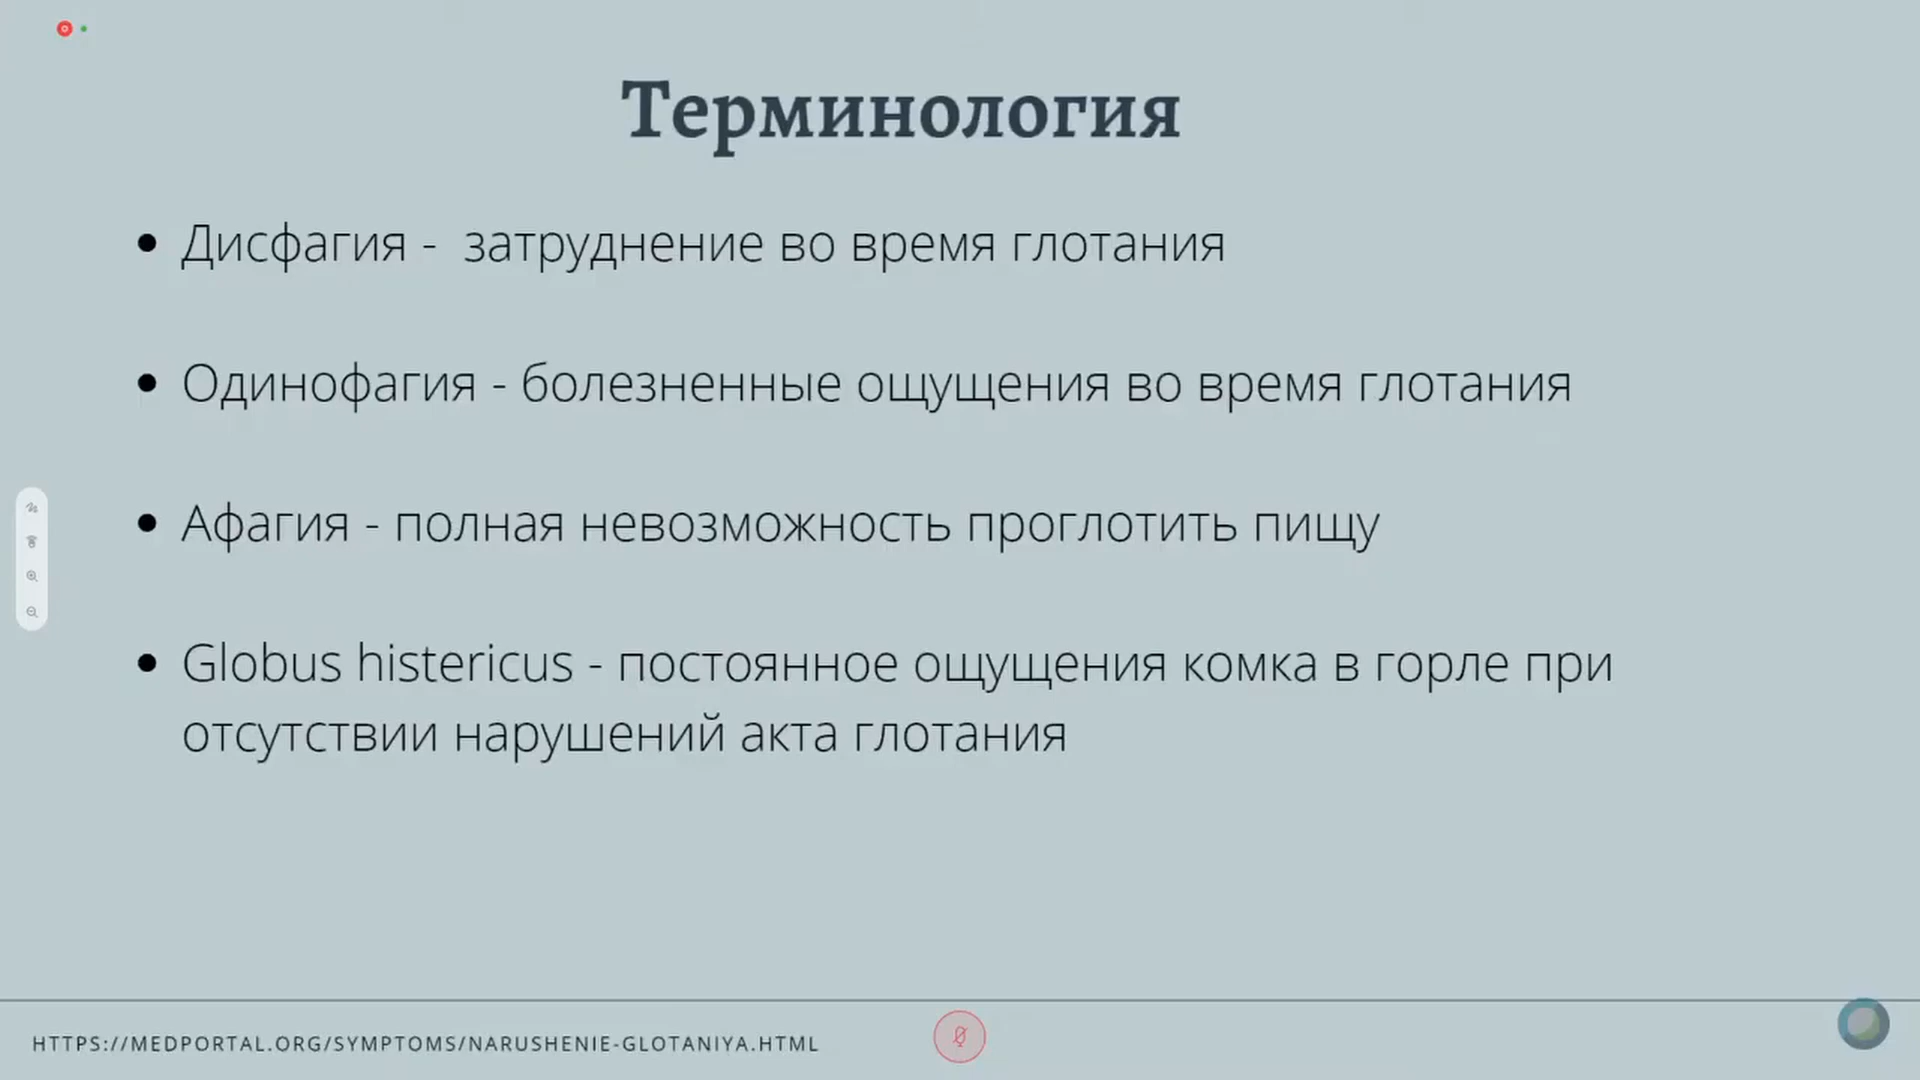 Терминология
• Дисфагия -  затруднение во время глотания
• Одинофагия - болезненные ощущения во время глотания
• Афагия - полная невозможность проглотить пищу
• Globus histericus - постоянное ощущения комка в горле при
отсутствии нарушений акта глотания
HTTPS://MEDPORTAL.ORG/SYMPTOMS/NARUSHENIE-GLOTANIYA.HTML